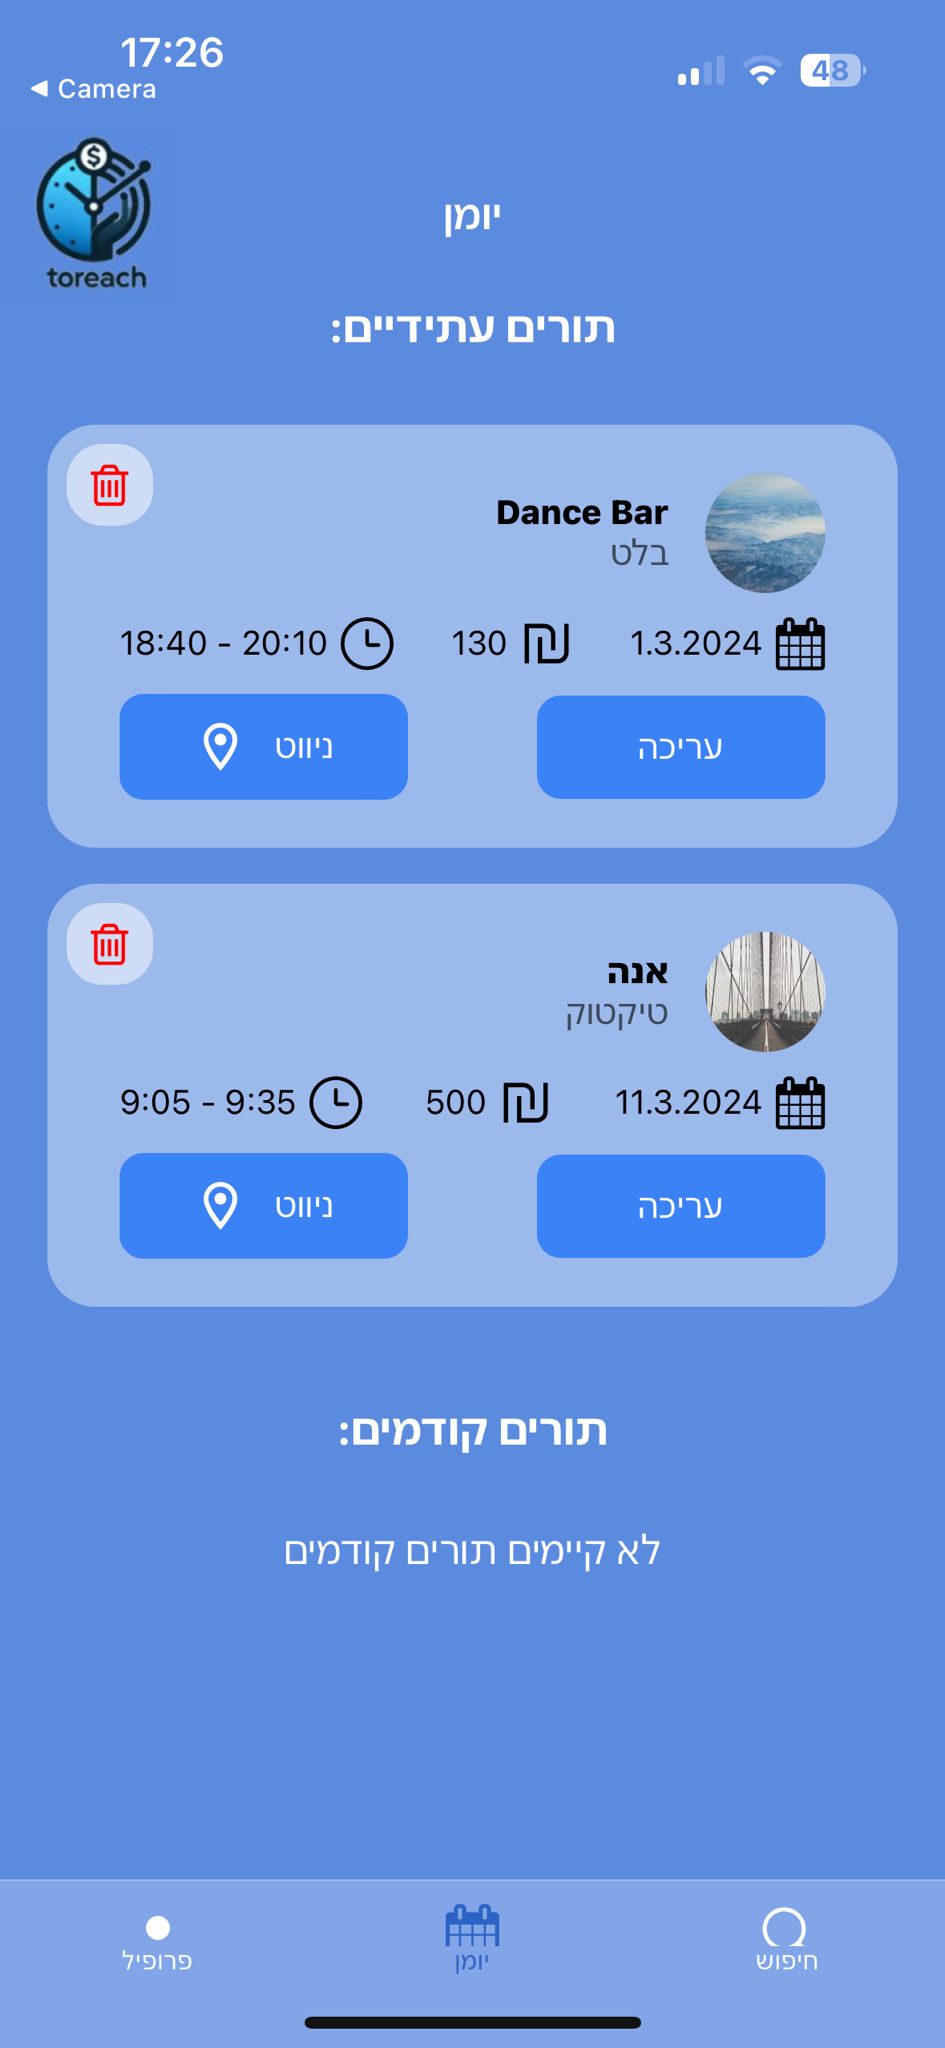 17:26
◀ Camera
48
$
toreach
יומן
תורים עתידיים:
Dance Bar
בלט
1.3.2024
130 ₪
18:40 - 20:10
עריכה
ניווט
אנה
טיקטוק
11.3.2024
500 ₪
9:05 - 9:35
עריכה
ניווט
תורים קודמים:
לא קיימים תורים קודמים
חיפוש
יומן
פרופיל